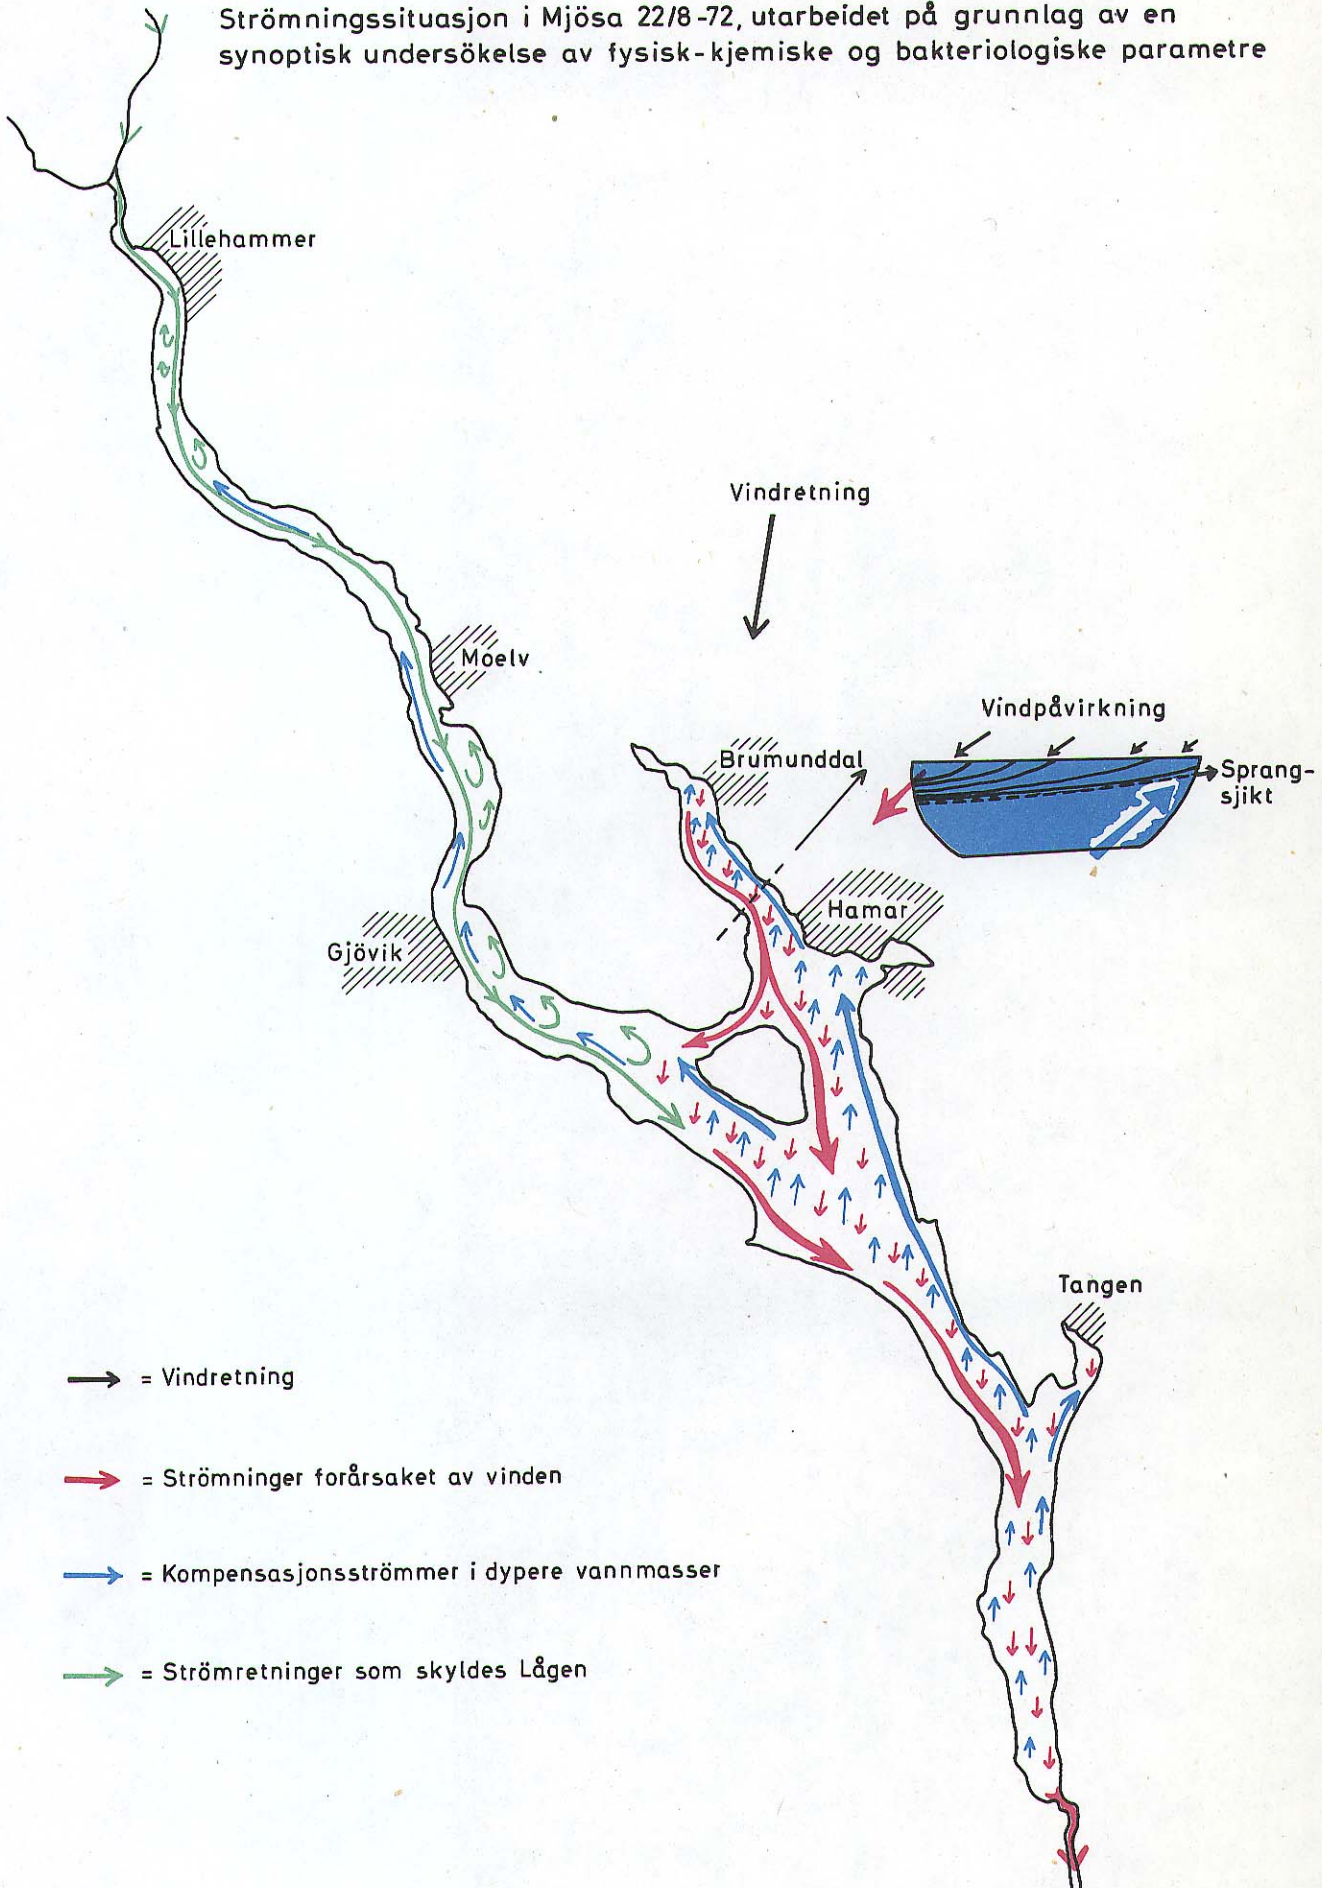 Strömningssituasjon i Mjösa 22/8-72, utarbeidet på grunnlag av en
synoptisk undersökelse av fysisk-kjemiske og bakteriologiske parametre
Lillehammer
Vindretning
Moelv
Vindpåvirkning
Brumunddal
Sprang-
sjikt
Hamar
Gjövik
Tangen
= Vindretning
= Strömninger forårsaket av vinden
= Kompensasjonsströmmer i dypere vannmasser
= Strömretninger som skyldes Lågen